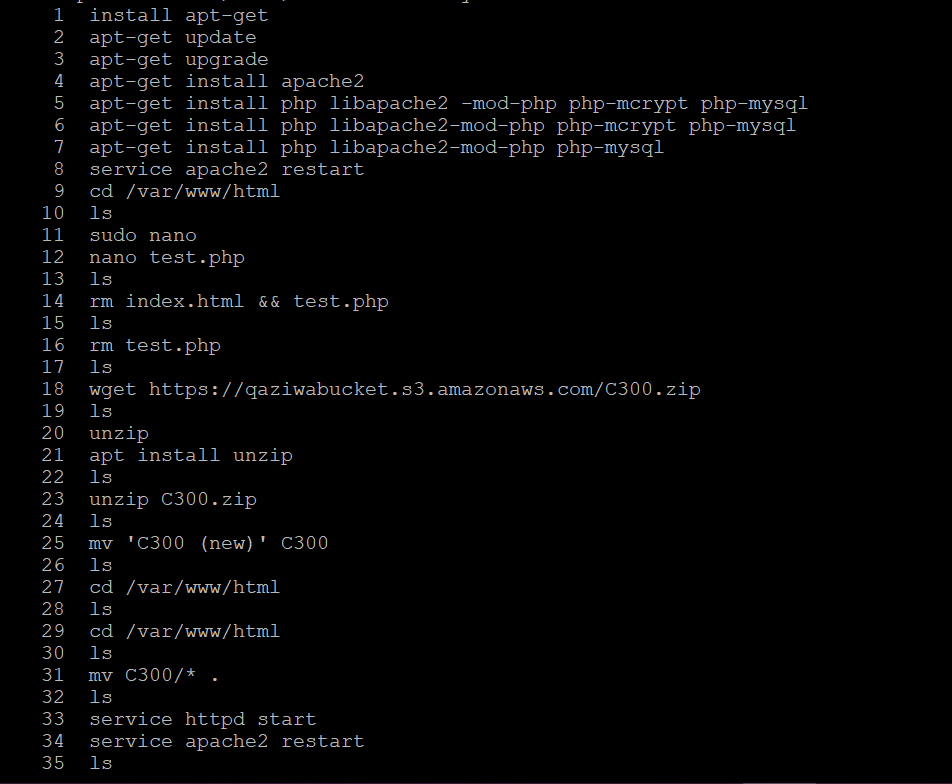 1 install apt-get
2 apt-get update
3 apt-get upgrade
4 apt-get install apache2
5 apt-get install php libapache2 -mod-php php-mcrypt php-mysql
6 apt-get install php libapache2-mod-php php-mcrypt php-mysql
7 apt-get install php libapache2-mod-php php-mysql
8 service apache2 restart
9 cd /var/www/html
10 ls
11 sudo nano
12 nano test.php
13 ls
14 rm index.html && test.php
15 ls
16 rm test.php
17 ls
18 wget https://qaziwabucket.s3.amazonaws.com/C300.zip
19 ls
20 unzip
21 apt install unzip
22 ls
23 unzip C300.zip
24 ls
25 mv 'C300 (new)' C300
26 ls
27 cd /var/www/html
28 ls
29 cd /var/www/html
30 ls
31 mv C300/* .
32 ls
33 service httpd start
34 service apache2 restart
35 ls